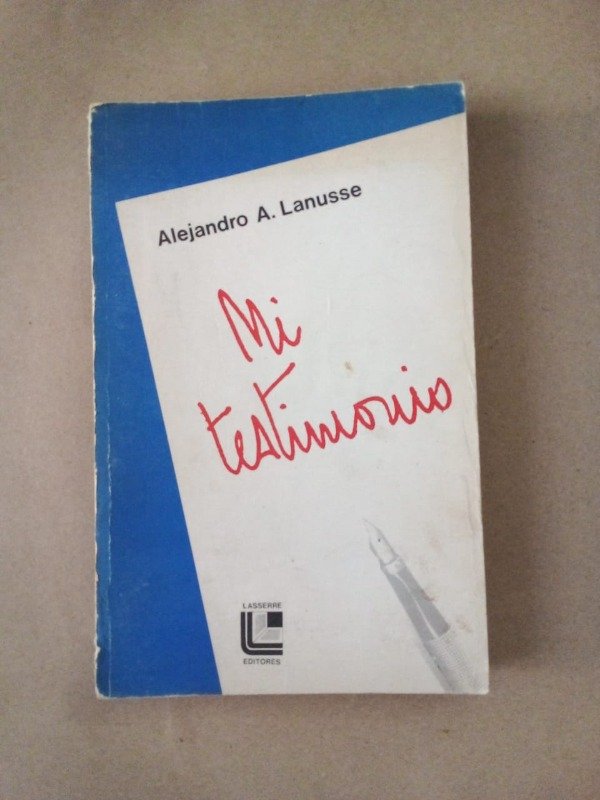 Alejandro A. Lanusse
Mi
testimonio
LASSERRE
EDITORES